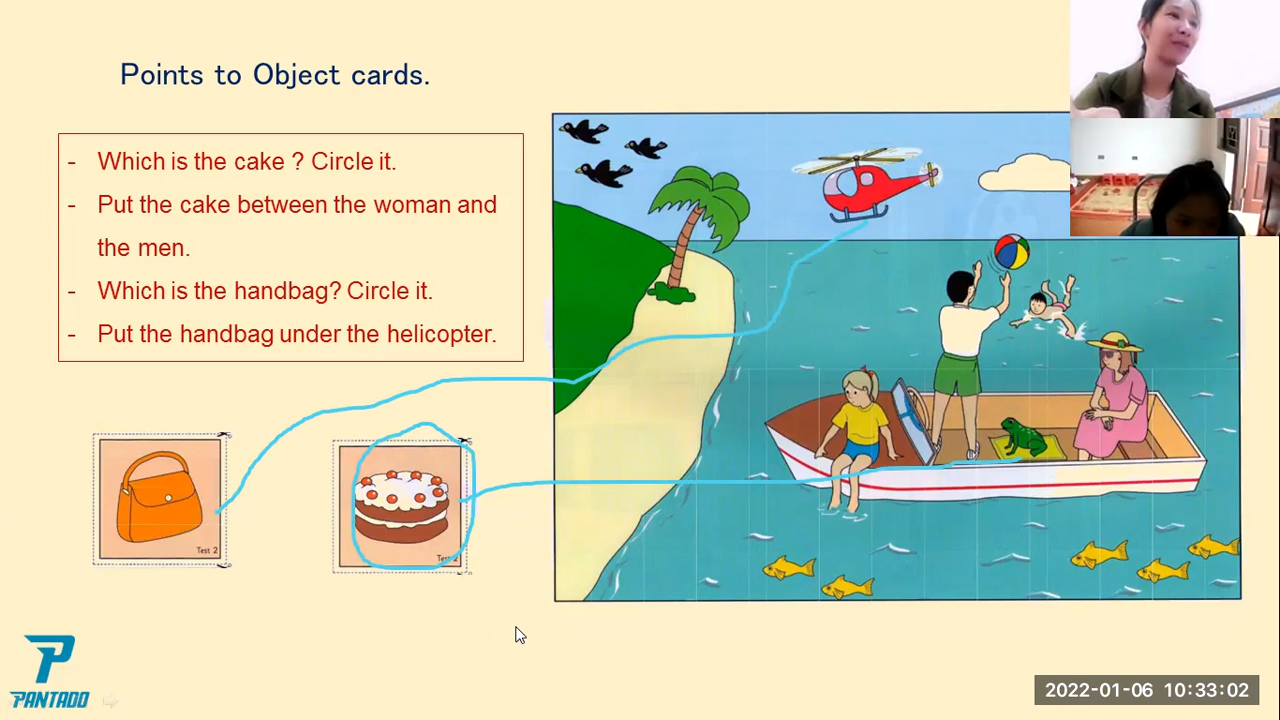 Points to Object cards.
- Which is the cake ? Circle it.
- Put the cake between the woman and
the men.
- Which is the handbag? Circle it.
- Put the handbag under the helicopter.
Test 2
Test 2
PANTADO
2022-01-06 10:33:02